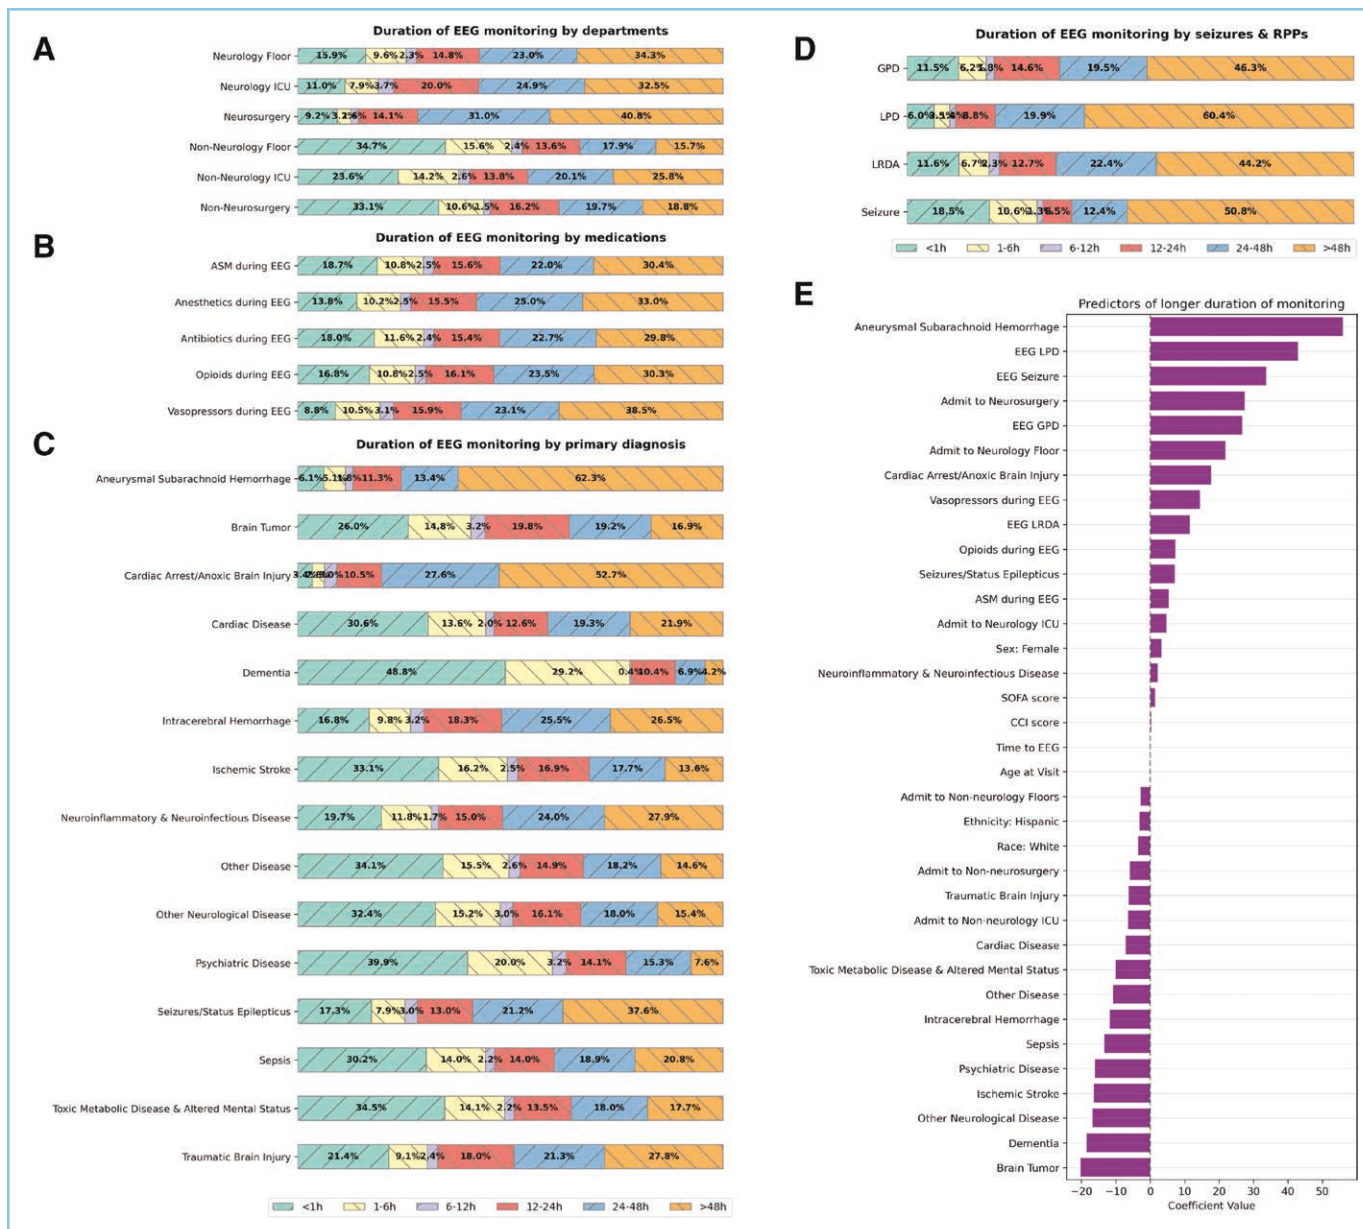 A
Duration of EEG monitoring by departments
Neurology Floor 15.9% 9.6% 2.3% 14.8% 23.0% 34.3%
Neurology ICU 11.0% 7.9% 3.7% 20.0% 24.9% 32.5%
Neurosurgery 9.2% 14.1% 31.0% 40.8%
Non-Neurology Floor 34.7% 15.6% 2.4% 13.6% 17.9% 15.7%
Non-Neurology ICU 23.6% 14.2% 2.6% 13.8% 20.1% 25.8%
Non-Neurosurgery 33.1% 10.6% 1.5% 16.2% 19.7% 18.8%
B
Duration of EEG monitoring by medications
ASM during EEG 18.7% 10.8% 2.5% 15.6% 22.0% 30.4%
Anesthetics during EEG 13.8% 10.2% 2.5% 15.5% 25.0% 33.0%
Antibiotics during EEG 18.0% 11.6% 2.4% 15.4% 22.7% 29.8%
Opioids during EEG 16.8% 10.8% 2.5% 16.1% 23.5% 30.3%
Vasopressors during EEG 8.8% 10.5% 3.1% 15.9% 23.1% 38.5%
C
Duration of EEG monitoring by primary diagnosis
Aneurysmal Subarachnoid Hemorrhage 6.1% 5.1% 11.3% 13.4% 62.3%
Brain Tumor 26.0% 14.8% 3.2% 19.8% 19.2% 16.9%
Cardiac Arrest/Anoxic Brain Injury 10.5% 27.6% 52.7%
Cardiac Disease 30.6% 13.6% 2.0% 12.6% 19.3% 21.9%
Dementia 48.8% 29.2% 0.4% 10.4% 6.9% 4.2%
Intracerebral Hemorrhage 16.8% 9.8% 3.2% 18.3% 25.5% 26.5%
Ischemic Stroke 33.1% 16.2% 2.5% 16.9% 17.7% 13.6%
Neuroinflammatory & Neuroinfectious Disease 19.7% 11.8% 1.7% 15.0% 24.0% 27.9%
Other Disease 34.1% 15.5% 2.6% 14.9% 18.2% 14.6%
Other Neurological Disease 32.4% 15.2% 3.0% 16.1% 18.0% 15.4%
Psychiatric Disease 39.9% 20.0% 3.2% 14.1% 15.3% 7.6%
Seizures/Status Epilepticus 17.3% 7.9% 3.0% 13.0% 21.2% 37.6%
Sepsis 30.2% 14.0% 2.2% 14.0% 18.9% 20.8%
Toxic Metabolic Disease & Altered Mental Status 34.5% 14.1% 2.2% 13.5% 18.0% 17.7%
Traumatic Brain Injury 21.4% 9.1% 2.4% 18.0% 21.3% 27.8%
<1h 1-6h 6-12h 12-24h 24-48h >48h
D
Duration of EEG monitoring by seizures & RPPs
GPD 11.5% 6.2% 14.6% 19.5% 46.3%
LPD 6.0% 8.8% 19.9% 60.4%
LRDA 11.6% 6.7% 2.3% 12.7% 22.4% 44.2%
Seizure 18.5% 10.6% 1.3% 6.5% 12.4% 50.8%
<1h 1-6h 6-12h 12-24h 24-48h >48h
E
Predictors of longer duration of monitoring
Aneurysmal Subarachnoid Hemorrhage
EEG LPD
EEG Seizure
Admit to Neurosurgery
EEG GPD
Admit to Neurology Floor
Cardiac Arrest/Anoxic Brain Injury
Vasopressors during EEG
EEG LRDA
Opioids during EEG
Seizures/Status Epilepticus
ASM during EEG
Admit to Neurology ICU
Sex: Female
Neuroinflammatory & Neuroinfectious Disease
SOFA score
CCI score
Time to EEG
Age at Visit
Admit to Non-neurology Floors
Ethnicity: Hispanic
Race: White
Admit to Non-neurosurgery
Traumatic Brain Injury
Admit to Non-neurology ICU
Cardiac Disease
Toxic Metabolic Disease & Altered Mental Status
Other Disease
Intracerebral Hemorrhage
Sepsis
Psychiatric Disease
Ischemic Stroke
Other Neurological Disease
Dementia
Brain Tumor
−20 −10 0 10 20 30 40 50
Coefficient Value